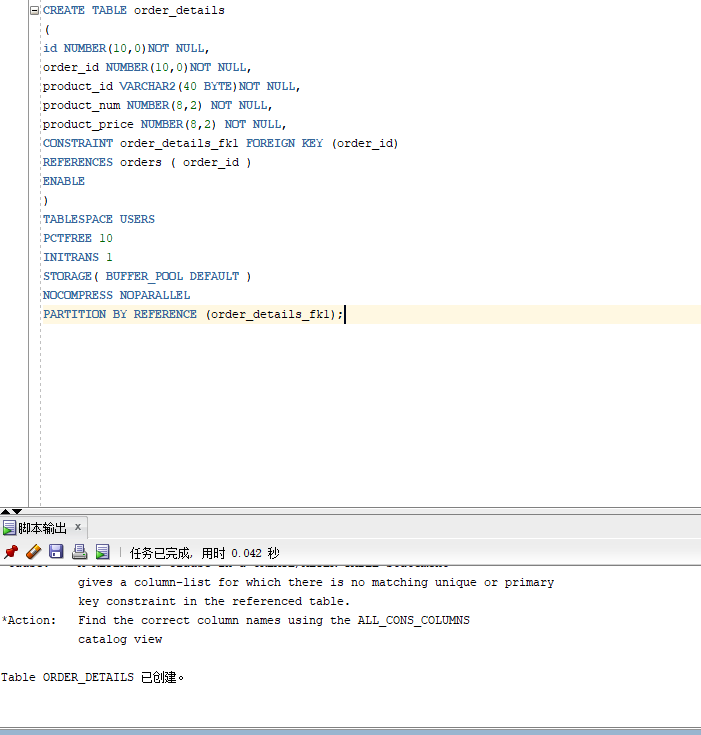 CREATE TABLE order_details
(
id NUMBER(10,0)NOT NULL,
order_id NUMBER(10,0)NOT NULL,
product_id VARCHAR2(40 BYTE)NOT NULL,
product_num NUMBER(8,2) NOT NULL,
product_price NUMBER(8,2) NOT NULL,
CONSTRAINT order_details_fk1 FOREIGN KEY (order_id)
REFERENCES orders ( order_id )
ENABLE
)
TABLESPACE USERS
PCTFREE 10
INITRANS 1
STORAGE( BUFFER_POOL DEFAULT )
NOCOMPRESS NOPARALLEL
PARTITION BY REFERENCE (order_details_fk1);
脚本输出 x
任务已完成, 用时 0.042 秒
gives a column-list for which there is no matching unique or primary
key constraint in the referenced table.
*Action: Find the correct column names using the ALL_CONS_COLUMNS
catalog view
Table ORDER_DETAILS 已创建。